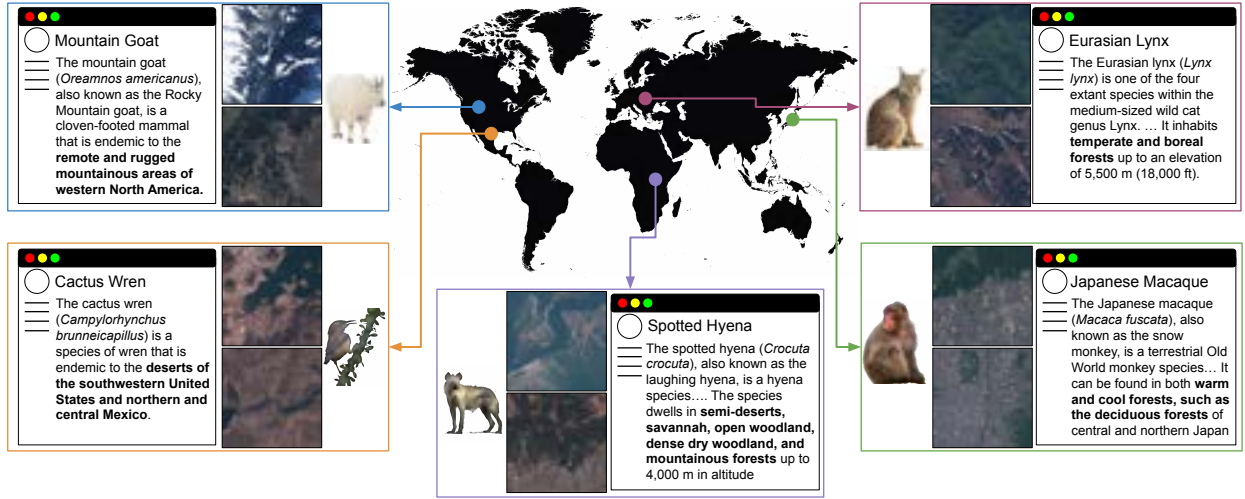 Mountain Goat
The mountain goat
(Oreamnos americanus),
also known as the Rocky
Mountain goat, is a
cloven-footed mammal
that is endemic to the
remote and rugged
mountainous areas of
western North America.
Eurasian Lynx
The Eurasian lynx (Lynx
lynx) is one of the four
extant species within the
medium-sized wild cat
genus Lynx. … It inhabits
temperate and boreal
forests up to an elevation
of 5,500 m (18,000 ft).
Cactus Wren
The cactus wren
(Campylorhynchus
brunneicapillus) is a
species of wren that is
endemic to the deserts
of the southwestern United
States and northern and
central Mexico.
Spotted Hyena
The spotted hyena (Crocuta
crocuta), also known as the
laughing hyena, is a hyena
species.... The species
dwells in semi-deserts,
savannah, open woodland,
dense dry woodland, and
mountainous forests up to
4,000 m in altitude
Japanese Macaque
The Japanese macaque
(Macaca fuscata), also
known as the snow
monkey, is a terrestrial Old
World monkey species… It
can be found in both warm
and cool forests, such as
the deciduous forests of
central and northern Japan